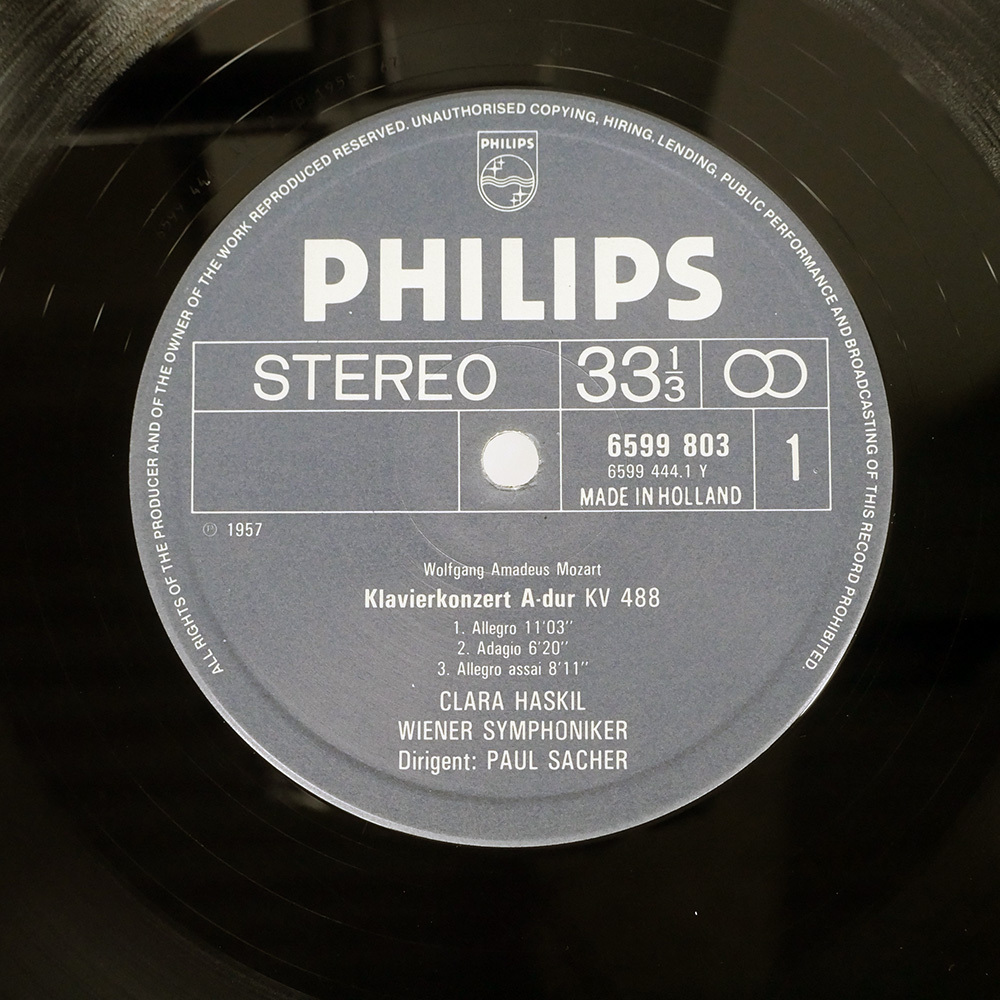 ALL RIGHTS OF THE PRODUCER AND OF THE OWNER OF THE WORK REPRODUCED RESERVED. UNAUTHORISED COPYING, HIRING, LENDING, PUBLIC PERFORMANCE AND BROADCASTING OF THIS RECORD PROHIBITED.
PHILIPS
PHILIPS
STEREO 33 1/3
6599 803 1
6599 444.1 Y
MADE IN HOLLAND
℗ 1957
Wolfgang Amadeus Mozart
Klavierkonzert A-dur KV 488
1. Allegro 11'03"
2. Adagio 6'20"
3. Allegro assai 8'11"
CLARA HASKIL
WIENER SYMPHONIKER
Dirigent: PAUL SACHER